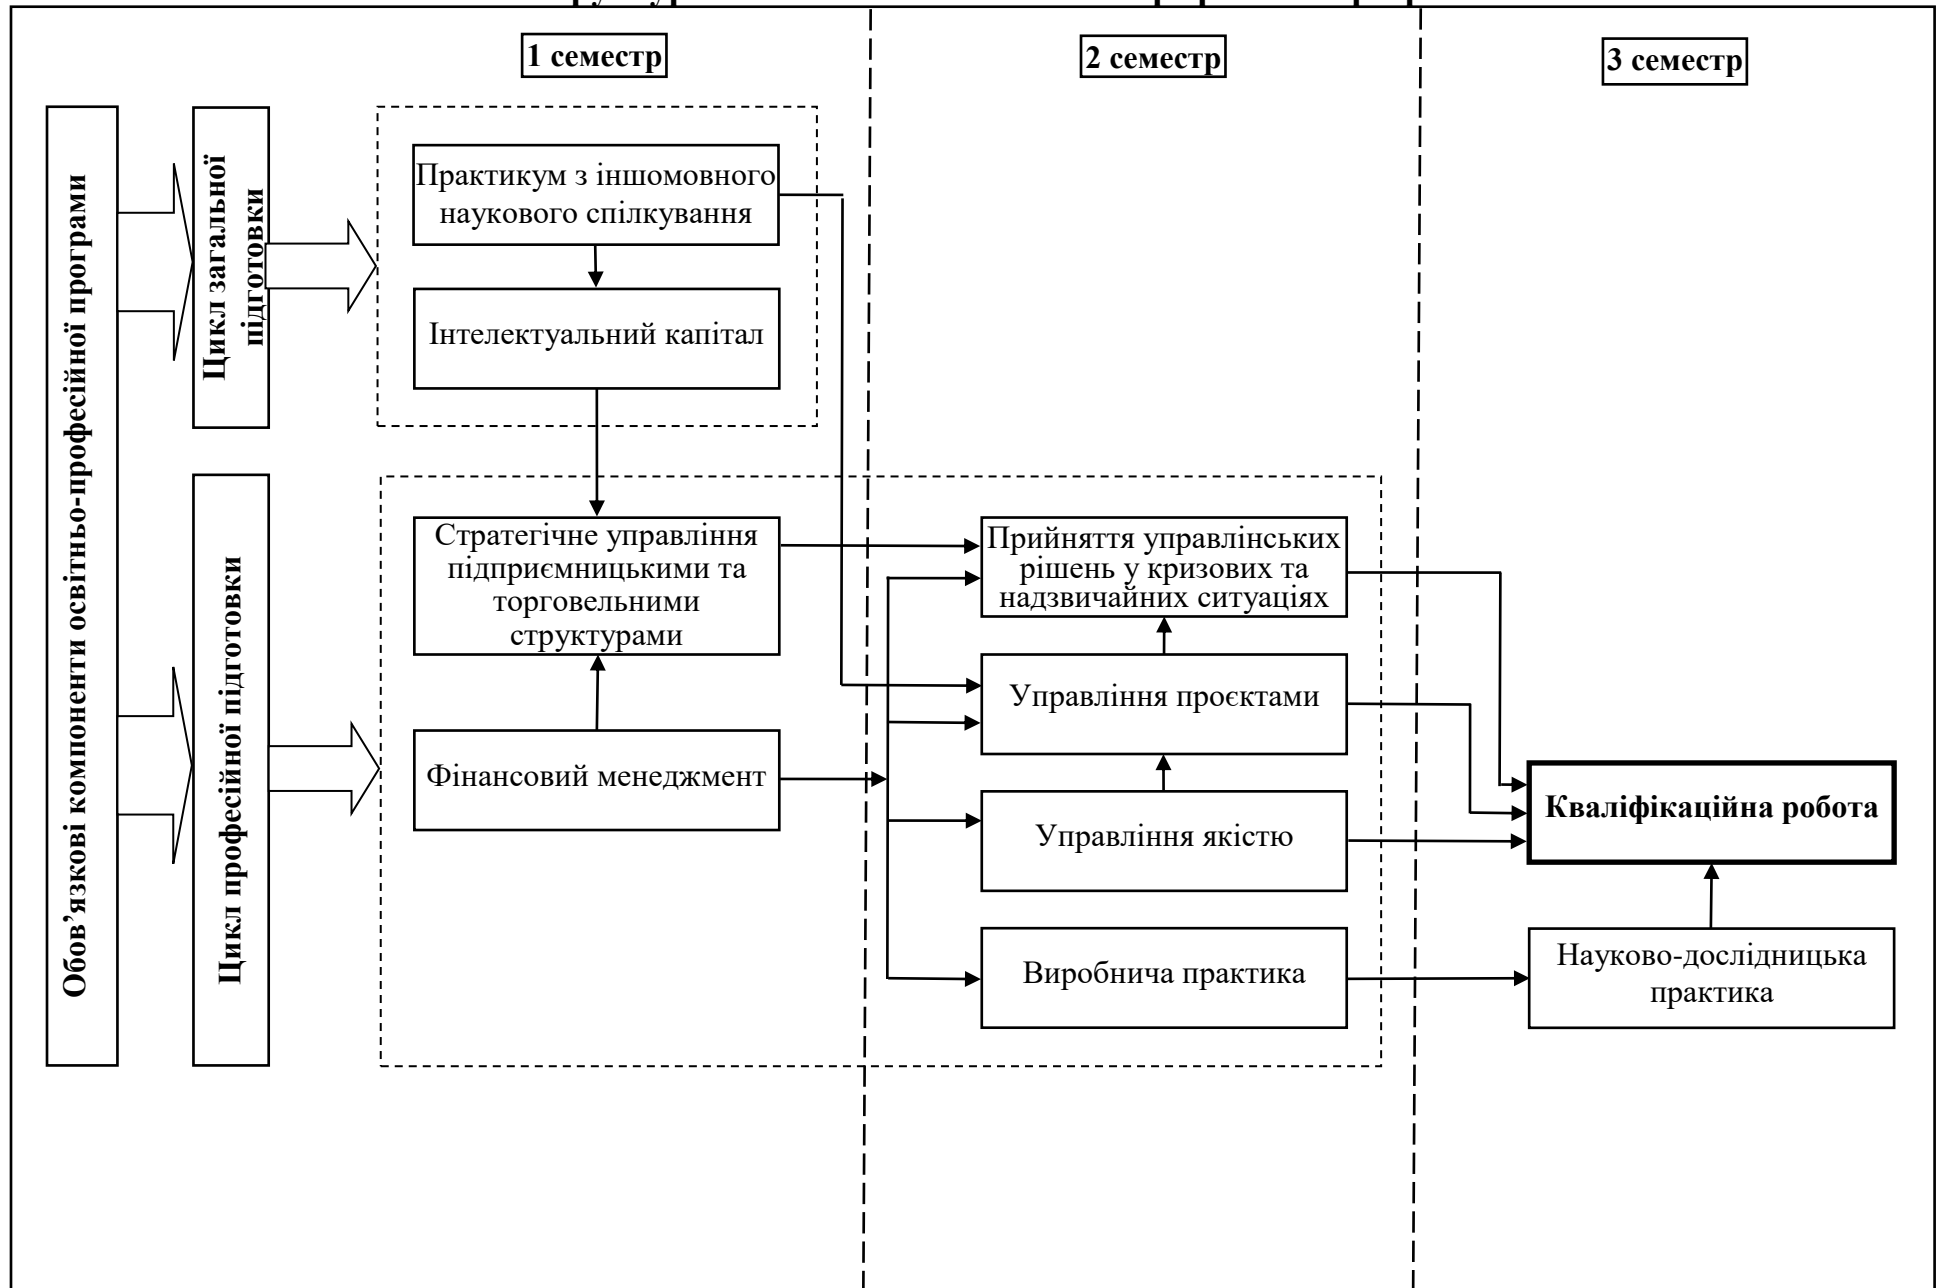 1 семестр
2 семестр
3 семестр
Обов’язкові компоненти освітньо-професійної програми
Цикл загальної
підготовки
Практикум з іншомовного
наукового спілкування
Інтелектуальний капітал
Цикл професійної підготовки
Стратегічне управління
підприємницькими та
торговельними
структурами
Фінансовий менеджмент
Прийняття управлінських
рішень у кризових та
надзвичайних ситуаціях
Управління проєктами
Управління якістю
Виробнича практика
Кваліфікаційна робота
Науково-дослідницька
практика